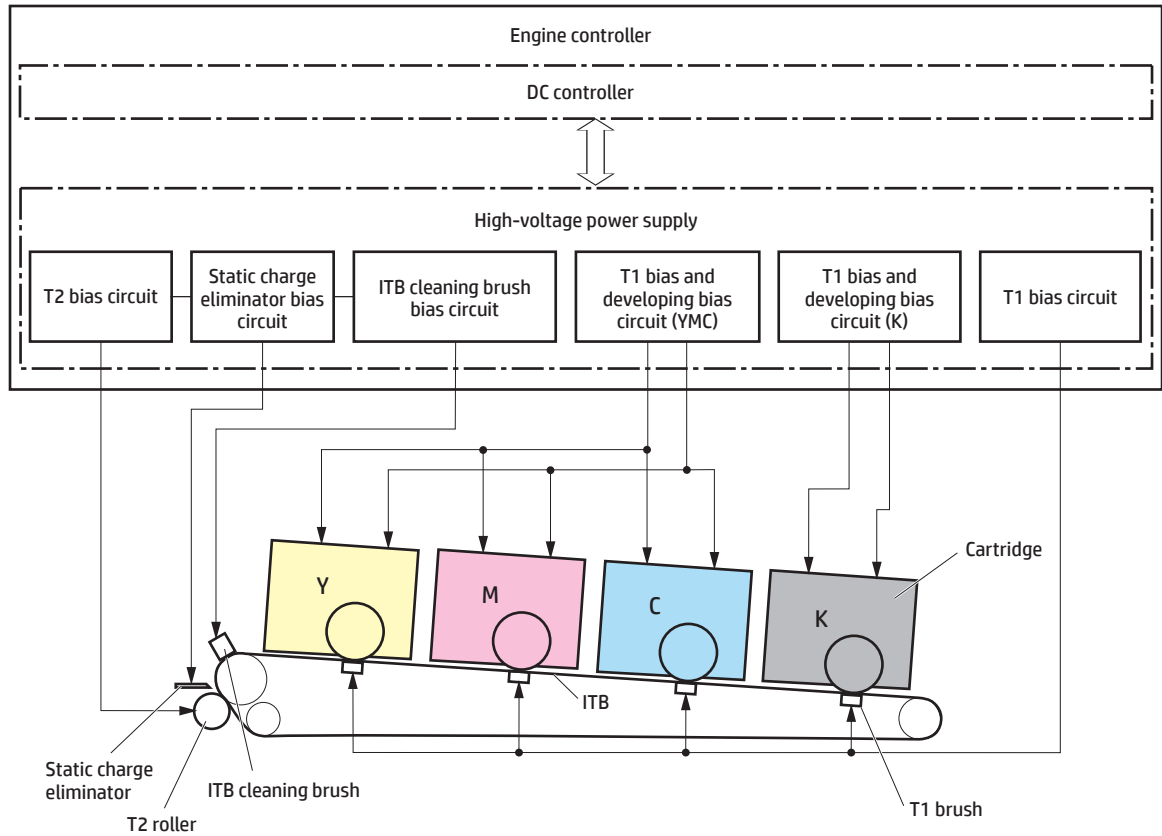 Engine controller
DC controller
High-voltage power supply
T2 bias circuit
Static charge
eliminator bias
circuit
ITB cleaning brush
bias circuit
T1 bias and
developing bias
circuit (YMC)
T1 bias and
developing bias
circuit (K)
T1 bias circuit
Cartridge
Y
M
C
K
ITB
Static charge
eliminator
ITB cleaning brush
T2 roller
T1 brush